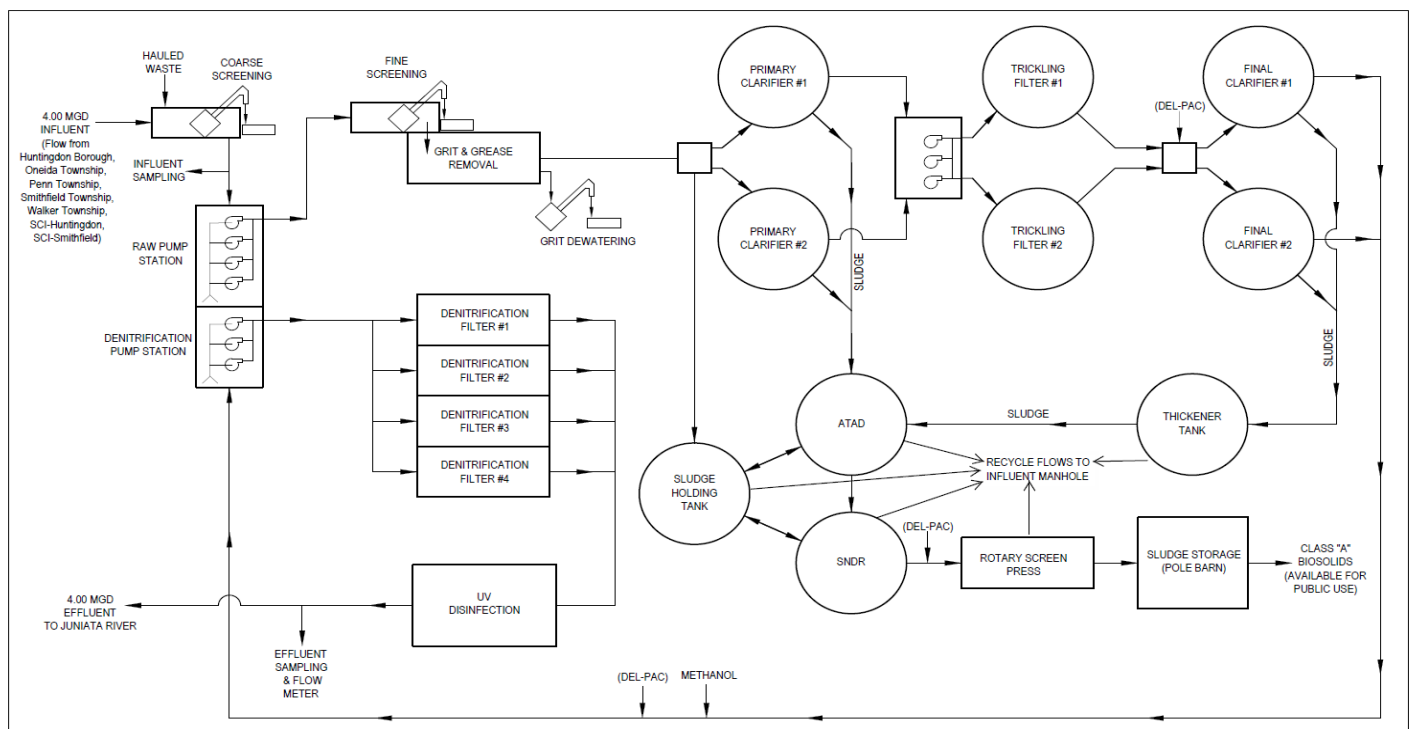 HAULED
WASTE
COARSE
SCREENING
4.00 MGD
INFLUENT
(Flow from
Huntingdon Borough,
Oneida Township,
Penn Township,
Smithfield Township,
Walker Township,
SCI-Huntingdon,
SCI-Smithfield)
INFLUENT
SAMPLING
RAW PUMP
STATION
DENITRIFICATION
PUMP STATION
FINE
SCREENING
GRIT & GREASE
REMOVAL
GRIT DEWATERING
PRIMARY
CLARIFIER #1
PRIMARY
CLARIFIER #2
SLUDGE
TRICKLING
FILTER #1
TRICKLING
FILTER #2
(DEL-PAC)
FINAL
CLARIFIER #1
FINAL
CLARIFIER #2
SLUDGE
DENITRIFICATION
FILTER #1
DENITRIFICATION
FILTER #2
DENITRIFICATION
FILTER #3
DENITRIFICATION
FILTER #4
ATAD
SLUDGE
THICKENER
TANK
RECYCLE FLOWS TO
INFLUENT MANHOLE
SLUDGE
HOLDING
TANK
SNDR
(DEL-PAC)
ROTARY SCREEN
PRESS
SLUDGE STORAGE
(POLE BARN)
CLASS "A"
BIOSOLIDS
(AVAILABLE FOR
PUBLIC USE)
UV
DISINFECTION
4.00 MGD
EFFLUENT
TO JUNIATA RIVER
EFFLUENT
SAMPLING
& FLOW
METER
(DEL-PAC)
METHANOL